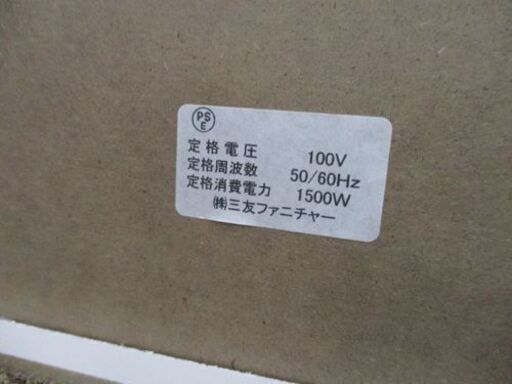 PS
E
定格電圧 100V
定格周波数 50/60Hz
定格消費電力 1500W
㈱三友ファニチャー